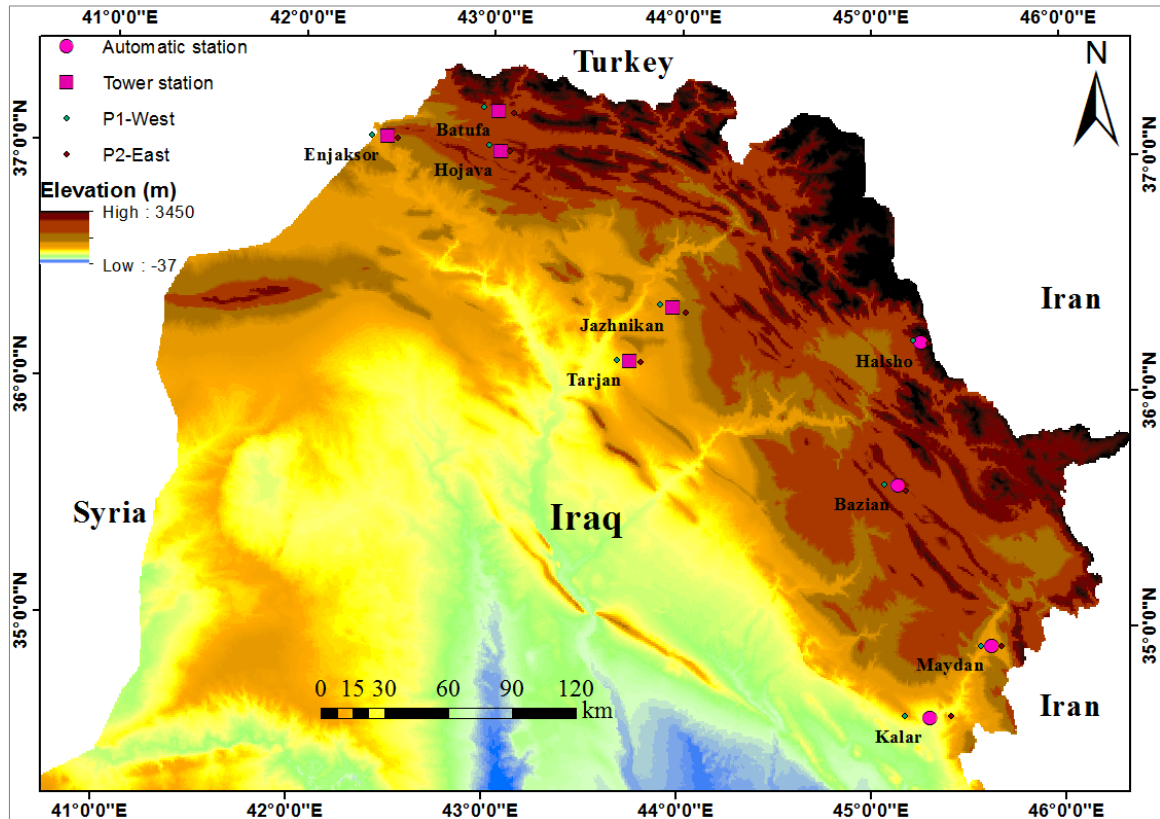 41°0'0"E 42°0'0"E 43°0'0"E 44°0'0"E 45°0'0"E 46°0'0"E
Automatic station
Tower station
P1-West
P2-East
Elevation (m)
High : 3450
Low : -37
Turkey
N
Batufa
Enjaksor
Hojava
37°0'0"N
37°0'0"N
Iran
Jazhnikan
Halsho
Tarjan
36°0'0"N
36°0'0"N
Bazian
Syria
Iraq
35°0'0"N
35°0'0"N
Maydan
0 15 30 60 90 120
km
Iran
Kalar
41°0'0"E 42°0'0"E 43°0'0"E 44°0'0"E 45°0'0"E 46°0'0"E